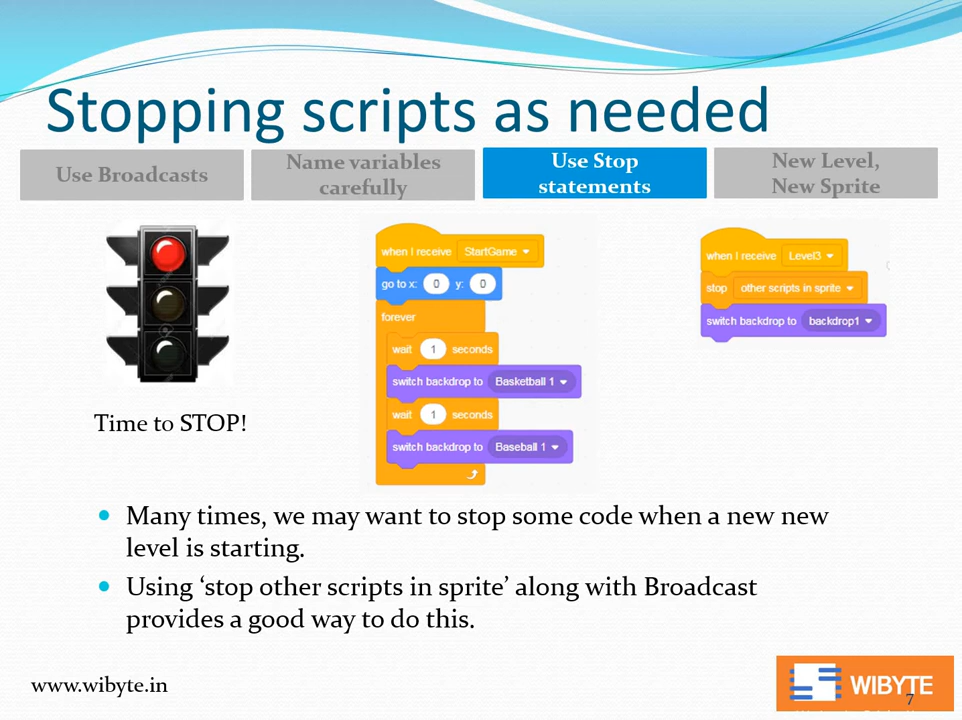 Stopping scripts as needed
Use Broadcasts
Name variables
carefully
Use Stop
statements
New Level,
New Sprite
Time to STOP!
when I receive StartGame
go to x: 0 y: 0
forever
wait 1 seconds
switch backdrop to Basketball 1
wait 1 seconds
switch backdrop to Baseball 1
when I receive Level3
stop other scripts in sprite
switch backdrop to backdrop1
• Many times, we may want to stop some code when a new new
level is starting.
• Using ‘stop other scripts in sprite’ along with Broadcast
provides a good way to do this.
www.wibyte.in
WIBYTE
7